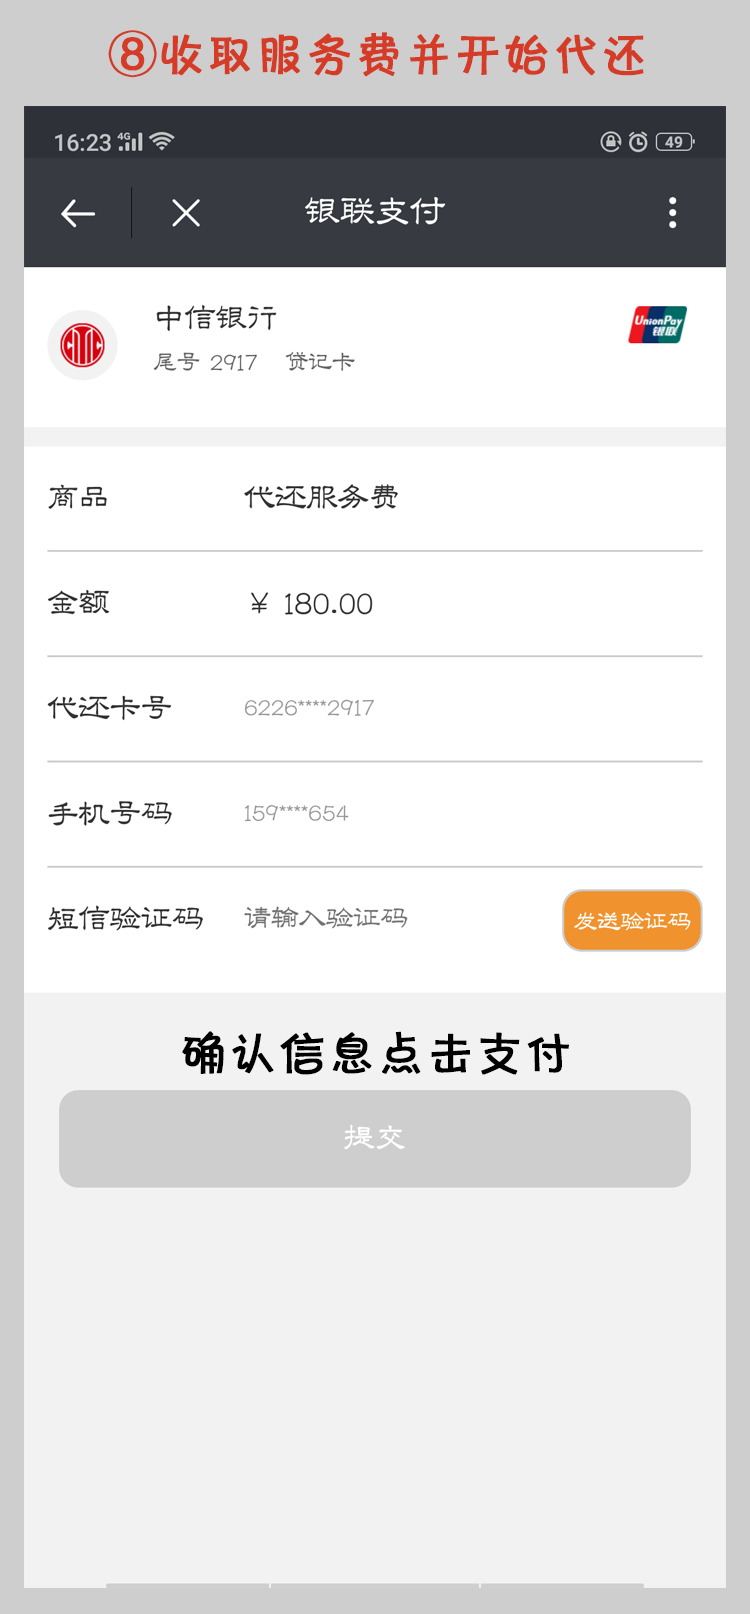 ⑧收取服务费并开始代还
16:23 4G 49
银联支付
中信银行
UnionPay
银联
尾号 2917 贷记卡
商品 代还服务费
金额 ¥ 180.00
代还卡号 6226****2917
手机号码 159****654
短信验证码 请输入验证码 发送验证码
确认信息点击支付
提交